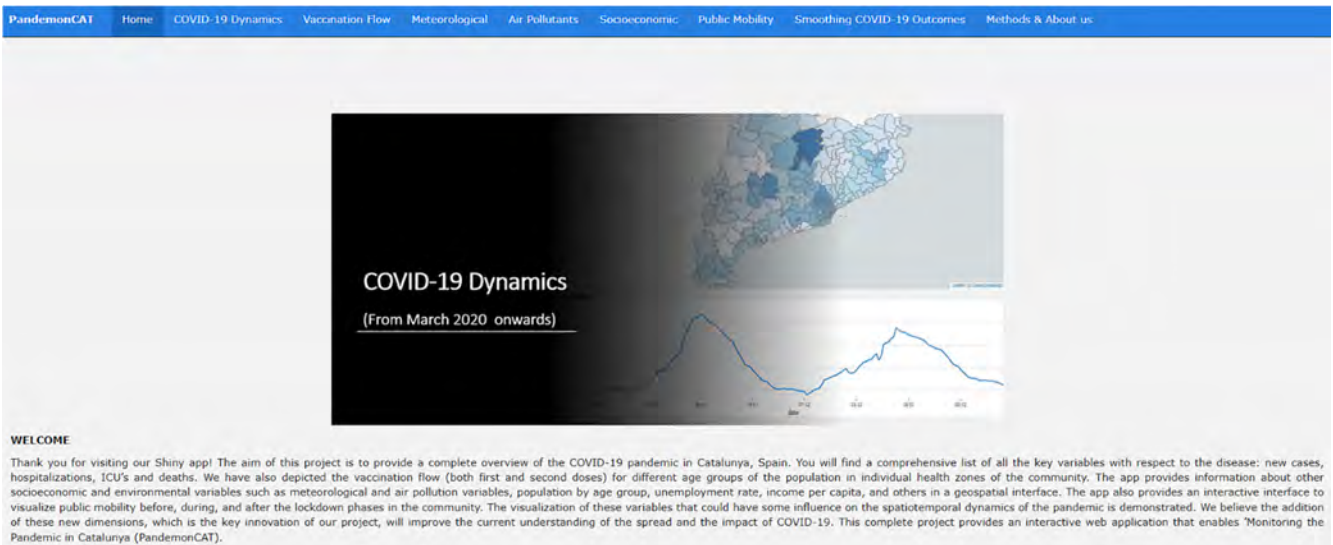 PandemonCAT Home COVID-19 Dynamics Vaccination Flow Meteorological Air Pollutants Socioeconomic Public Mobility Smoothing COVID-19 Outcomes Methods & About us
COVID-19 Dynamics
(From March 2020 onwards)
WELCOME
Thank you for visiting our Shiny app! The aim of this project is to provide a complete overview of the COVID-19 pandemic in Catalunya, Spain. You will find a comprehensive list of all the key variables with respect to the disease: new cases,
hospitalizations, ICU's and deaths. We have also depicted the vaccination flow (both first and second doses) for different age groups of the population in individual health zones of the community. The app provides information about other
socioeconomic and environmental variables such as meteorological and air pollution variables, population by age group, unemployment rate, income per capita, and others in a geospatial interface. The app also provides an interactive interface to
visualize public mobility before, during, and after the lockdown phases in the community. The visualization of these variables that could have some influence on the spatiotemporal dynamics of the pandemic is demonstrated. We believe the addition
of these new dimensions, which is the key innovation of our project, will improve the current understanding of the spread and the impact of COVID-19. This complete project provides an interactive web application that enables 'Monitoring the
Pandemic in Catalunya (PandemonCAT).